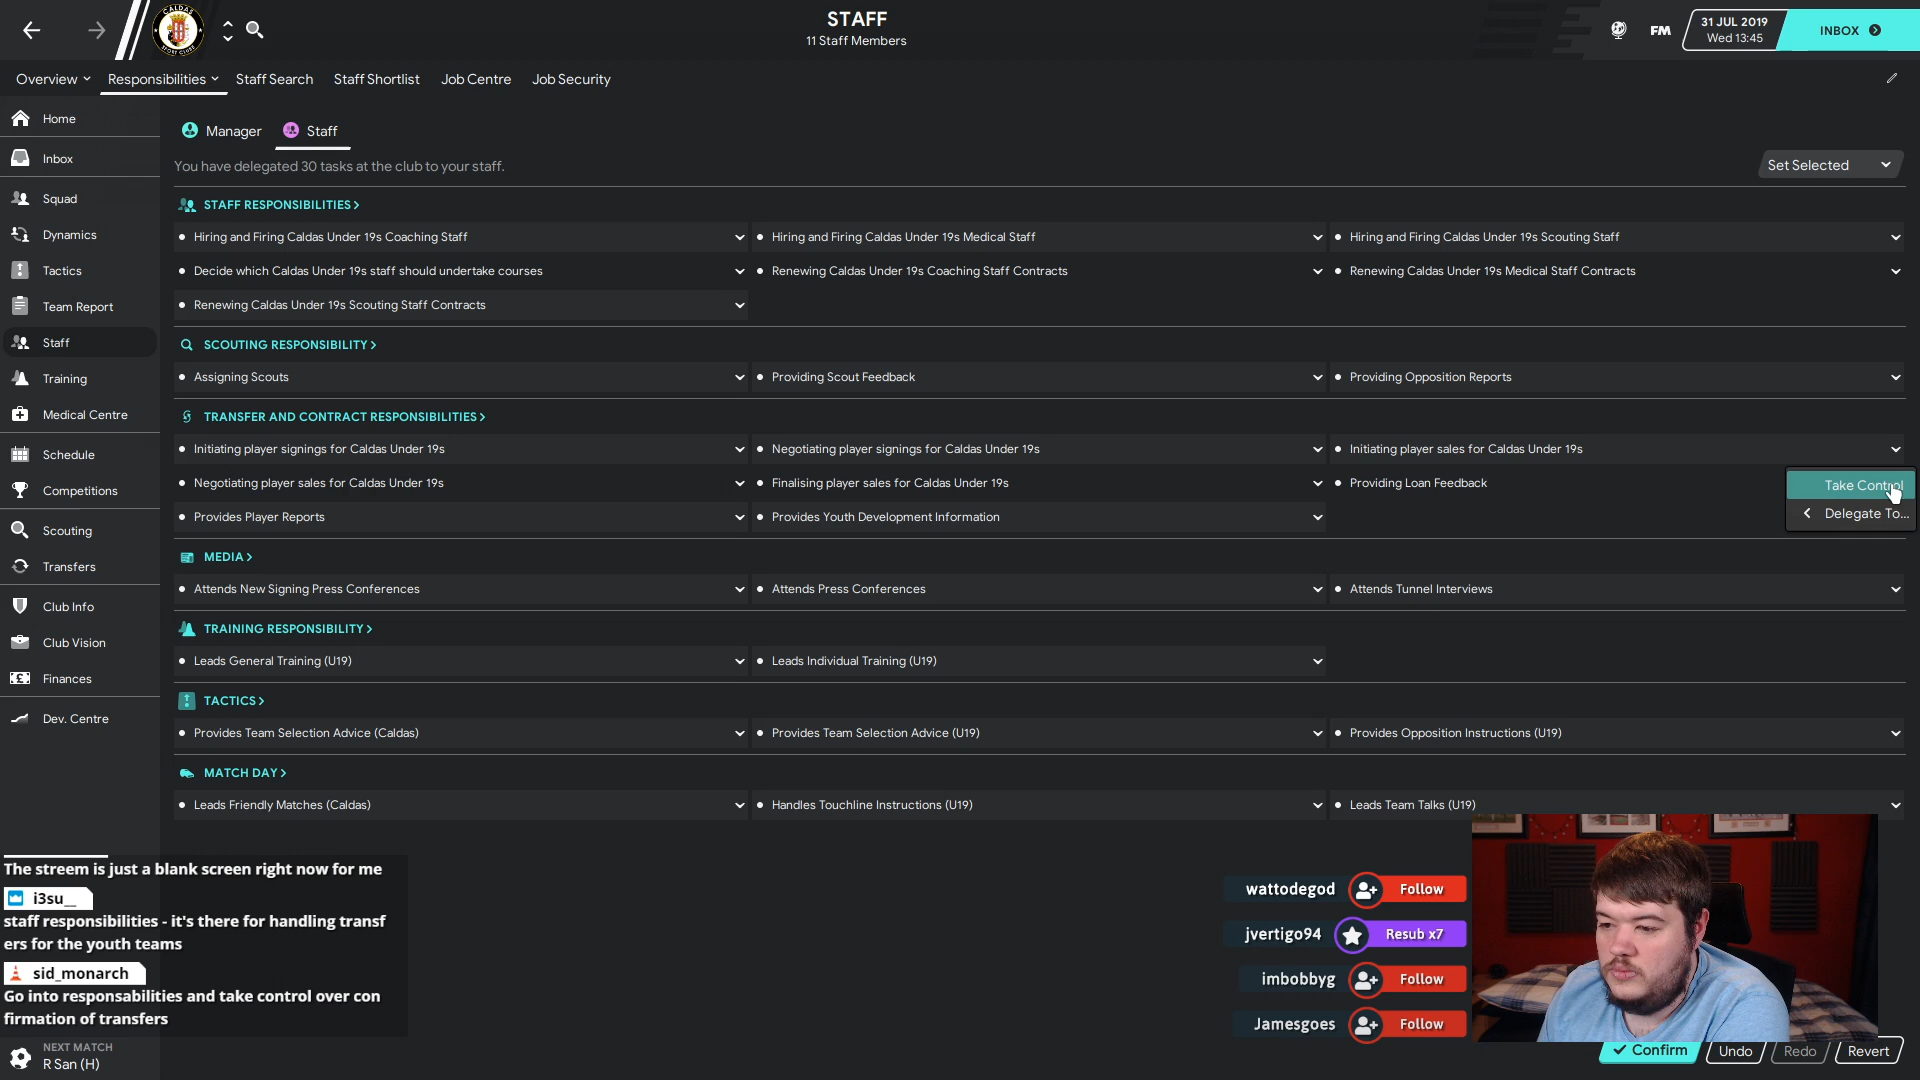 CALDAS
SPORT CLUBE
STAFF
11 Staff Members
FM
31 JUL 2019
Wed 13:45
INBOX
Overview
Responsibilities
Staff Search
Staff Shortlist
Job Centre
Job Security
Home
Inbox
Squad
Dynamics
Tactics
Team Report
Staff
Training
Medical Centre
Schedule
Competitions
Scouting
Transfers
Club Info
Club Vision
Finances
Dev. Centre
Manager
Staff
You have delegated 30 tasks at the club to your staff.
Set Selected
STAFF RESPONSIBILITIES >
Hiring and Firing Caldas Under 19s Coaching Staff
Hiring and Firing Caldas Under 19s Medical Staff
Hiring and Firing Caldas Under 19s Scouting Staff
Decide which Caldas Under 19s staff should undertake courses
Renewing Caldas Under 19s Coaching Staff Contracts
Renewing Caldas Under 19s Medical Staff Contracts
Renewing Caldas Under 19s Scouting Staff Contracts
SCOUTING RESPONSIBILITY >
Assigning Scouts
Providing Scout Feedback
Providing Opposition Reports
TRANSFER AND CONTRACT RESPONSIBILITIES >
Initiating player signings for Caldas Under 19s
Negotiating player signings for Caldas Under 19s
Initiating player sales for Caldas Under 19s
Negotiating player sales for Caldas Under 19s
Finalising player sales for Caldas Under 19s
Providing Loan Feedback
Take Control
Delegate To...
Provides Player Reports
Provides Youth Development Information
MEDIA >
Attends New Signing Press Conferences
Attends Press Conferences
Attends Tunnel Interviews
TRAINING RESPONSIBILITY >
Leads General Training (U19)
Leads Individual Training (U19)
TACTICS >
Provides Team Selection Advice (Caldas)
Provides Team Selection Advice (U19)
Provides Opposition Instructions (U19)
MATCH DAY >
Leads Friendly Matches (Caldas)
Handles Touchline Instructions (U19)
Leads Team Talks (U19)
The streem is just a blank screen right now for me
i3su__
staff responsibilities - it's there for handling transf
ers for the youth teams
sid_monarch
Go into responsabilities and take control over con
firmation of transfers
NEXT MATCH
R San (H)
wattodegod
Follow
jvertigo94
Resub x7
imbobbyg
Follow
Jamesgoes
Follow
Confirm
Undo
Redo
Revert